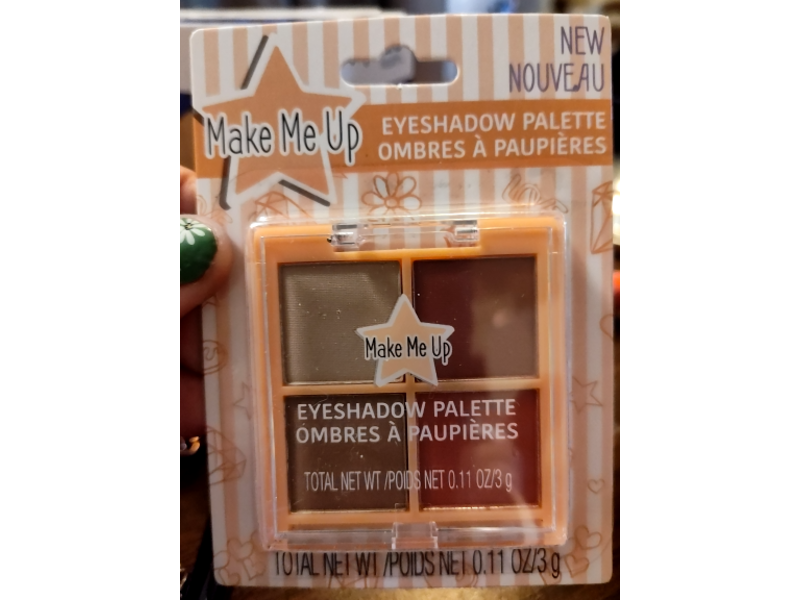 NEW
NOUVEAU
Make Me Up
EYESHADOW PALETTE
OMBRES À PAUPIÈRES
Make Me Up
EYESHADOW PALETTE
OMBRES À PAUPIÈRES
TOTAL NET WT /POIDS NET 0.11 OZ/3 g
TOTAL NET WT /POIDS NET 0.11 OZ/3 g